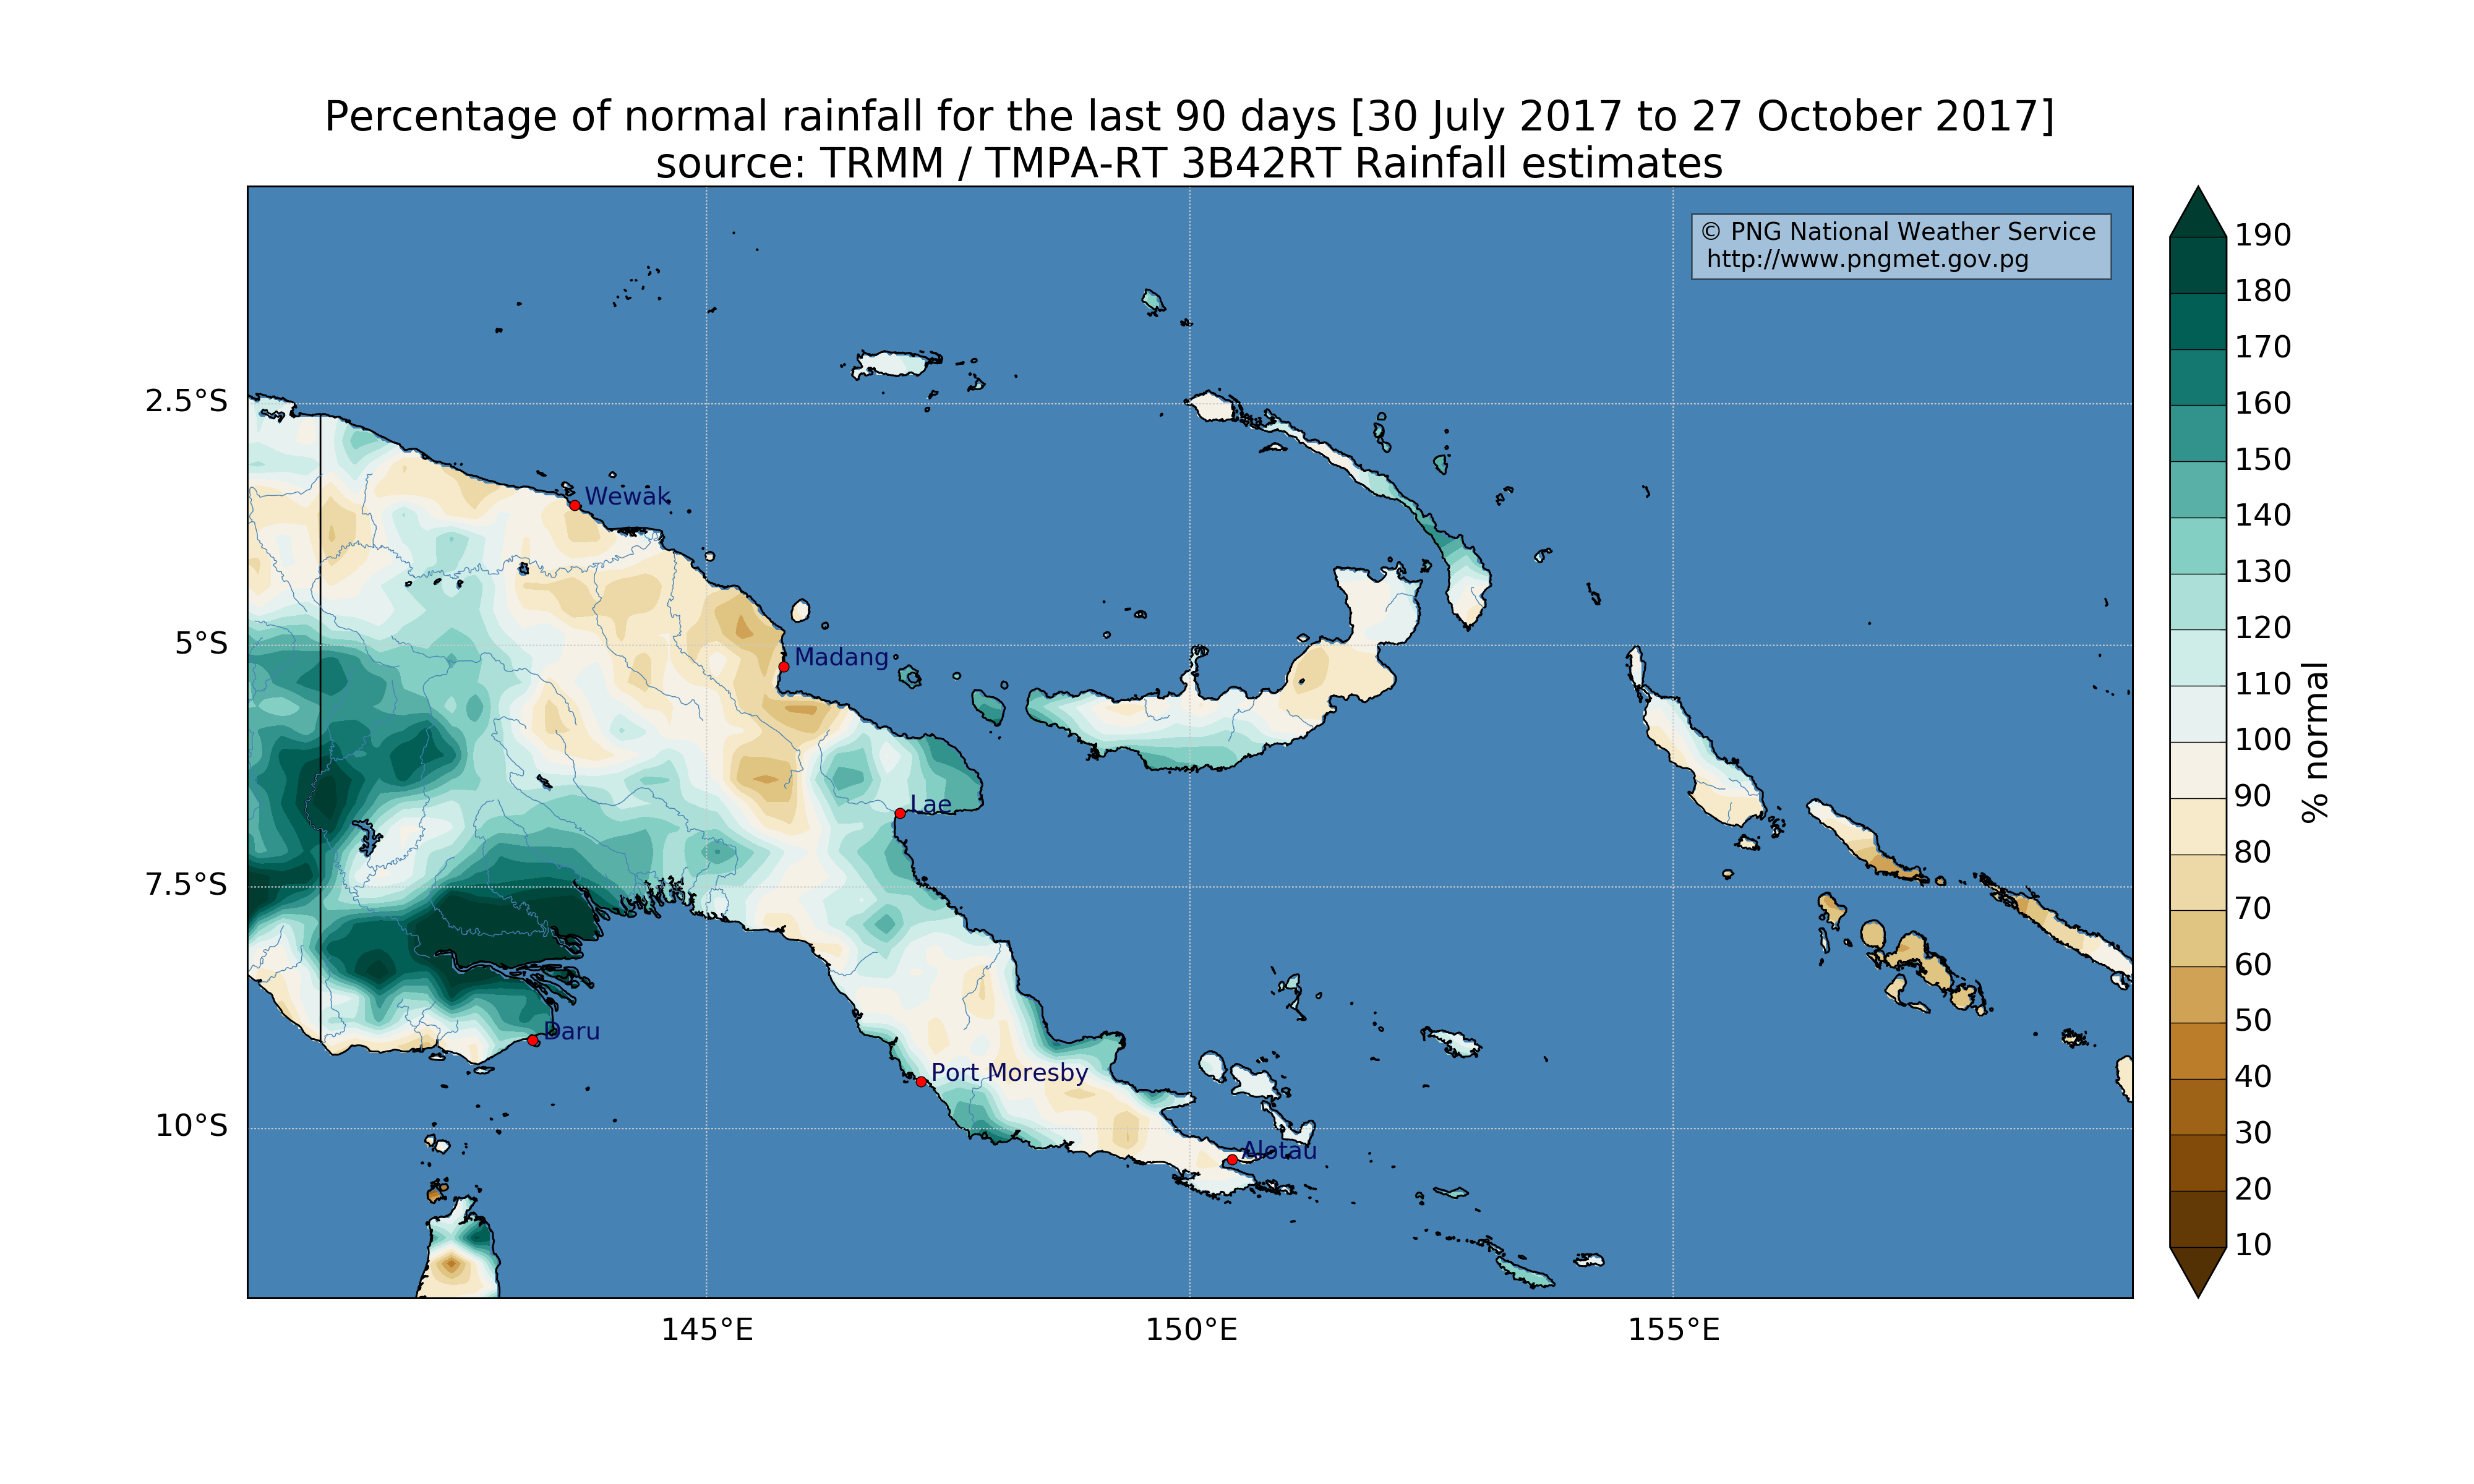 Percentage of normal rainfall for the last 90 days [30 July 2017 to 27 October 2017]
source: TRMM / TMPA-RT 3B42RT Rainfall estimates
© PNG National Weather Service
http://www.pngmet.gov.pg
2.5°S
5°S
7.5°S
10°S
145°E
150°E
155°E
Wewak
Madang
Lae
Daru
Port Moresby
Alotau
190
180
170
160
150
140
130
120
110
100
90
80
70
60
50
40
30
20
10
% normal